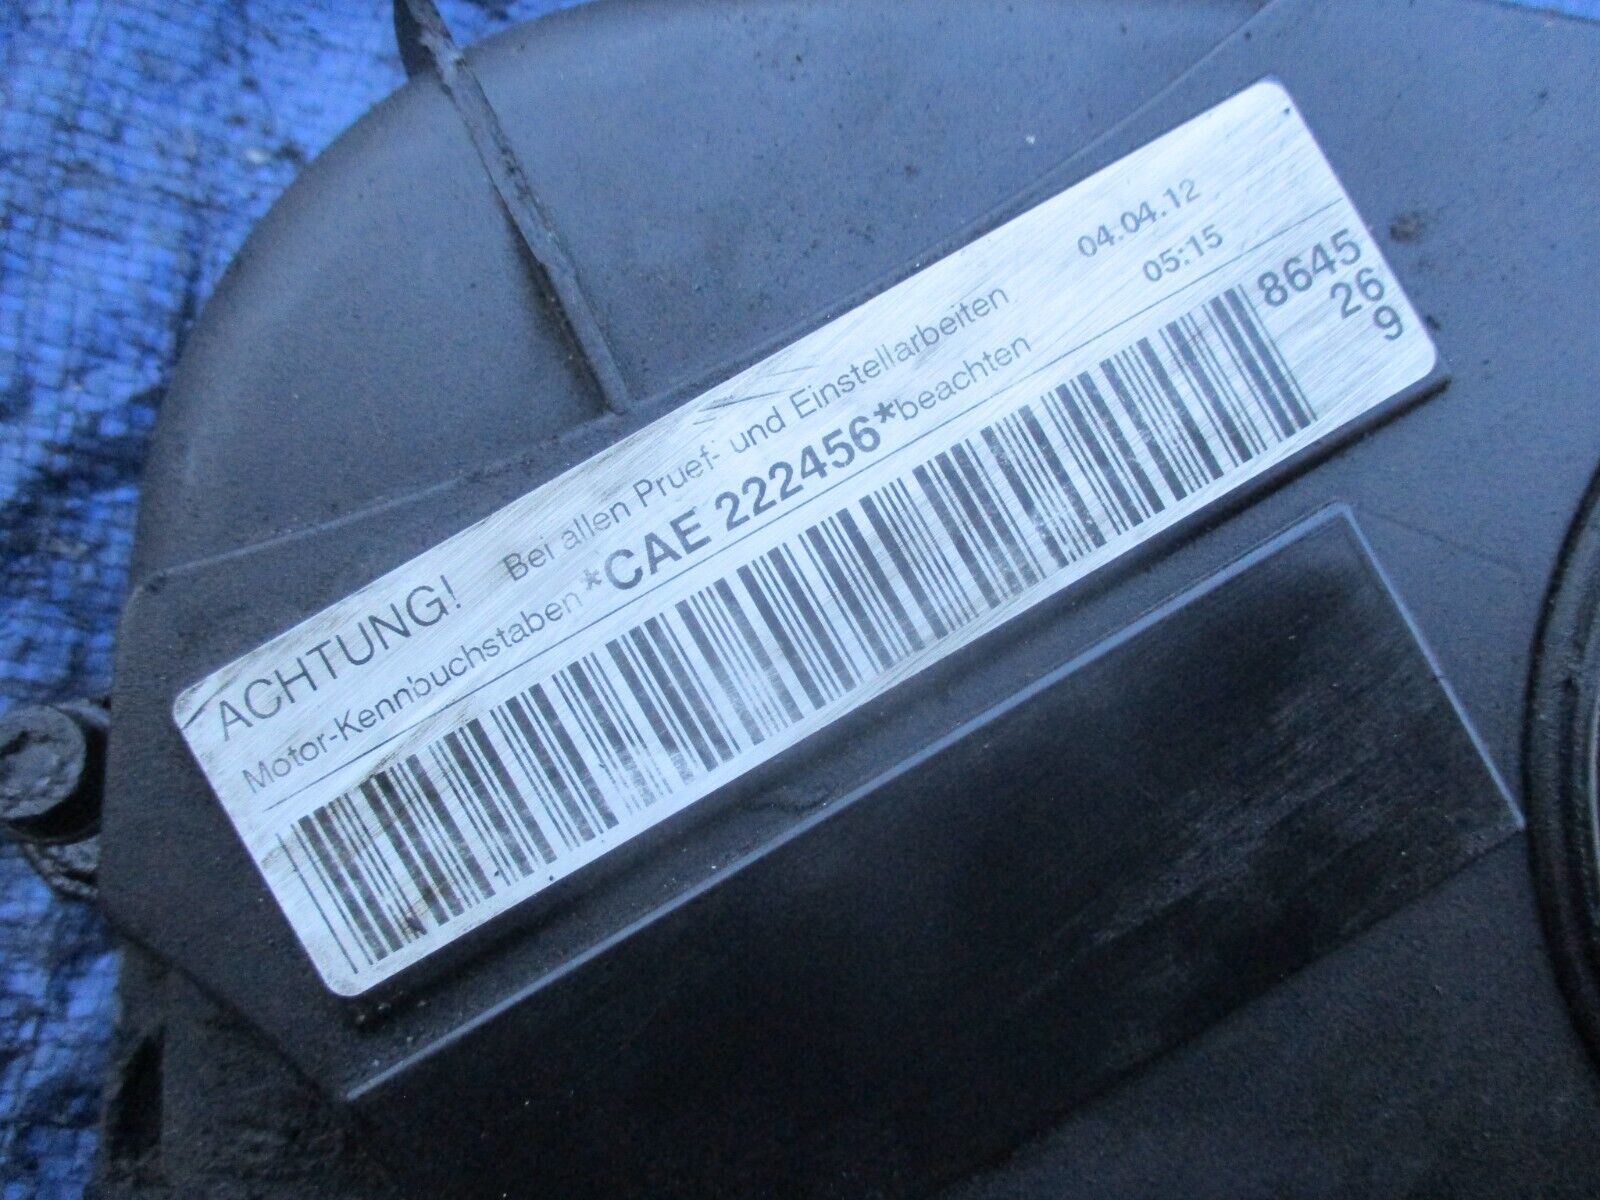 ACHTUNG! Bei allen Pruef- und Einstellarbeiten 04.04.12
Motor-Kennbuchstaben *CAE 222456* beachten 05:15
8645
26
9